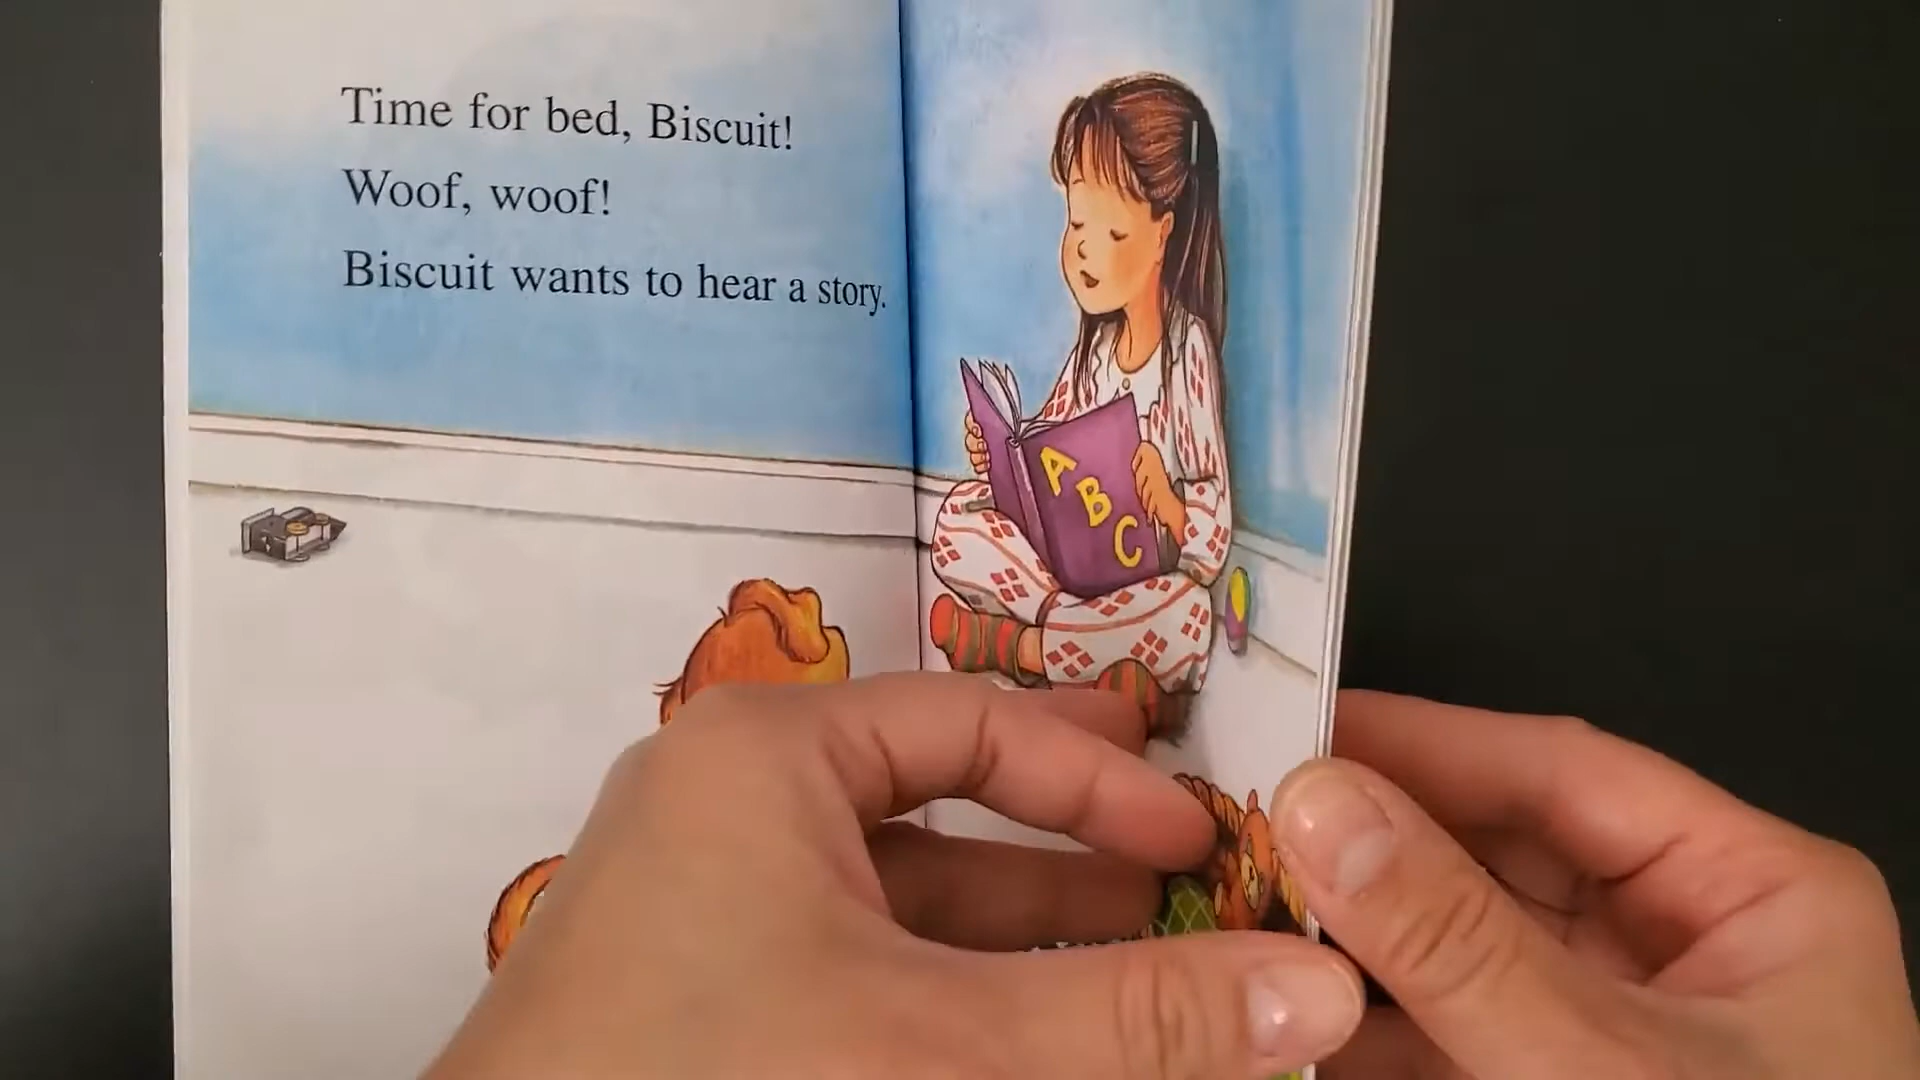 Time for bed, Biscuit!
Woof, woof!
Biscuit wants to hear a story.
A
B
C